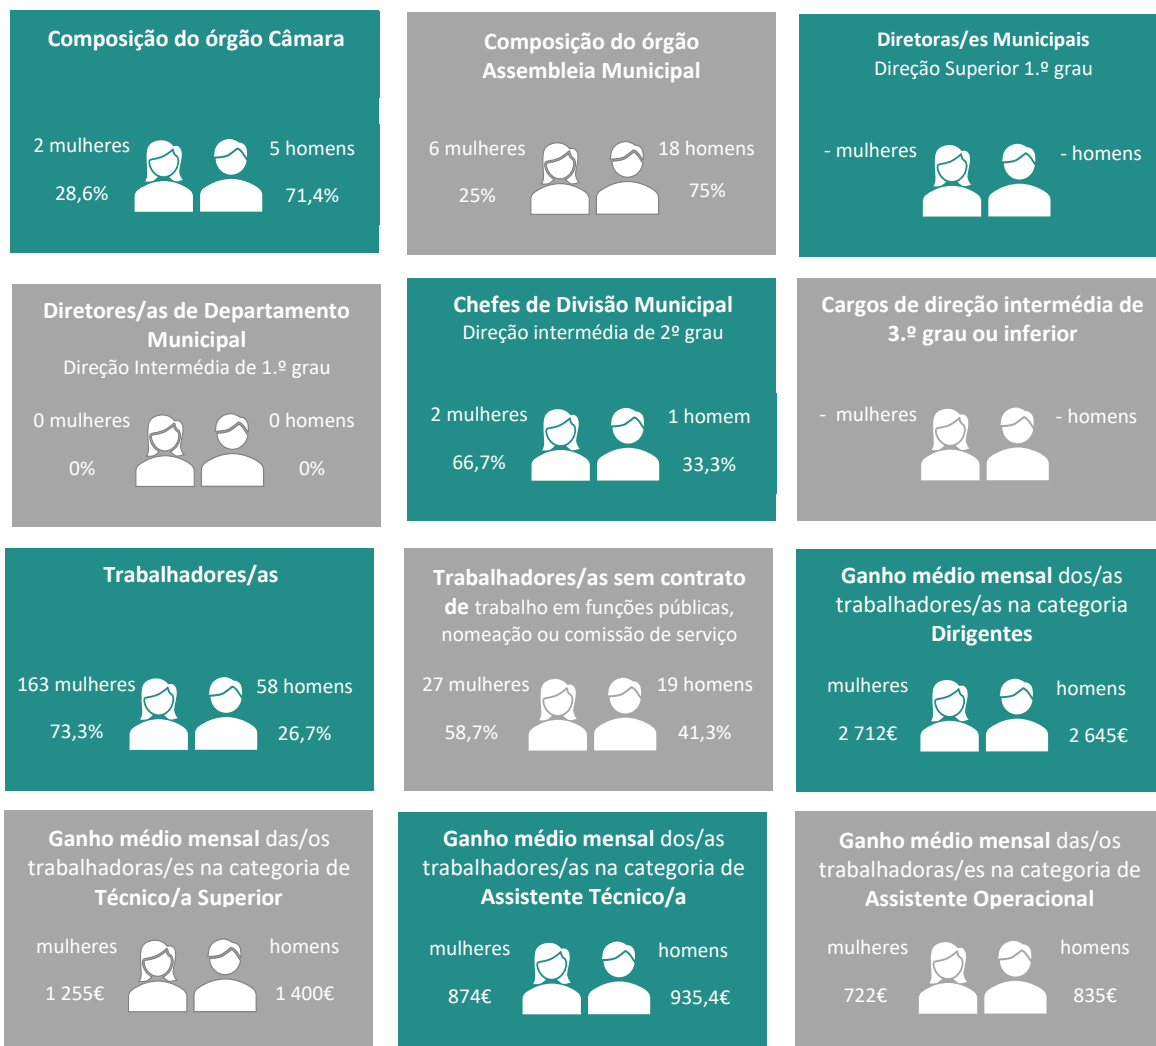 Composição do órgão Câmara
2 mulheres
5 homens
28,6%
71,4%
Composição do órgão
Assembleia Municipal
6 mulheres
18 homens
25%
75%
Diretoras/es Municipais
Direção Superior 1.º grau
- mulheres
- homens
Diretores/as de Departamento
Municipal
Direção Intermédia de 1.º grau
0 mulheres
0 homens
0%
0%
Chefes de Divisão Municipal
Direção intermédia de 2º grau
2 mulheres
1 homem
66,7%
33,3%
Cargos de direção intermédia de
3.º grau ou inferior
- mulheres
- homens
Trabalhadores/as
163 mulheres
58 homens
73,3%
26,7%
Trabalhadores/as sem contrato
de trabalho em funções públicas,
nomeação ou comissão de serviço
27 mulheres
19 homens
58,7%
41,3%
Ganho médio mensal dos/as
trabalhadores/as na categoria
Dirigentes
mulheres
homens
2 712€
2 645€
Ganho médio mensal das/os
trabalhadoras/es na categoria de
Técnico/a Superior
mulheres
homens
1 255€
1 400€
Ganho médio mensal dos/as
trabalhadores/as na categoria de
Assistente Técnico/a
mulheres
homens
874€
935,4€
Ganho médio mensal das/os
trabalhadoras/es na categoria de
Assistente Operacional
mulheres
homens
722€
835€